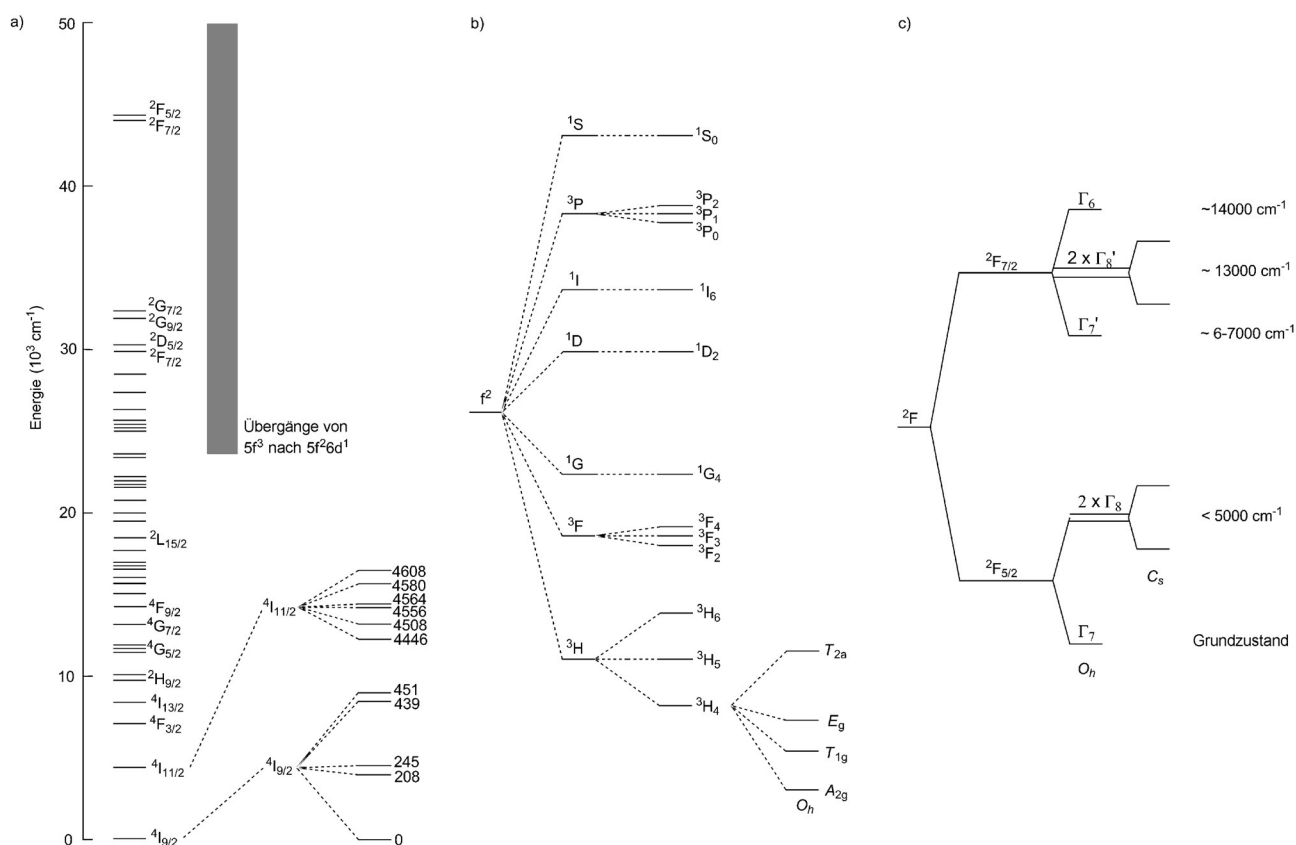 a)
Energie (10³ cm⁻¹)
50
40
30
20
10
0
²F₅/₂
²F₇/₂
²G₇/₂
²G₉/₂
²D₅/₂
²F₇/₂
²L₁₅/₂
⁴F₉/₂
⁴G₇/₂
⁴G₅/₂
²H₉/₂
⁴I₁₃/₂
⁴F₃/₂
⁴I₁₁/₂
⁴I₉/₂
Übergänge von
5f³ nach 5f²6d¹
⁴I₁₁/₂
4608
4580
4564
4556
4508
4446
⁴I₉/₂
451
439
245
208
0
b)
f²
¹S
³P
¹I
¹D
¹G
³F
³H
¹S₀
³P₂
³P₁
³P₀
¹I₆
¹D₂
¹G₄
³F₄
³F₃
³F₂
³H₆
³H₅
³H₄
T₂ₐ
E_g
T₁g
A₂g
Oₕ
c)
²F
²F₇/₂
Γ₆
2 x Γ₈'
Γ₇'
~14000 cm⁻¹
~ 13000 cm⁻¹
~ 6-7000 cm⁻¹
²F₅/₂
2 x Γ₈
Γ₇
< 5000 cm⁻¹
Cₛ
Grundzustand
Oₕ